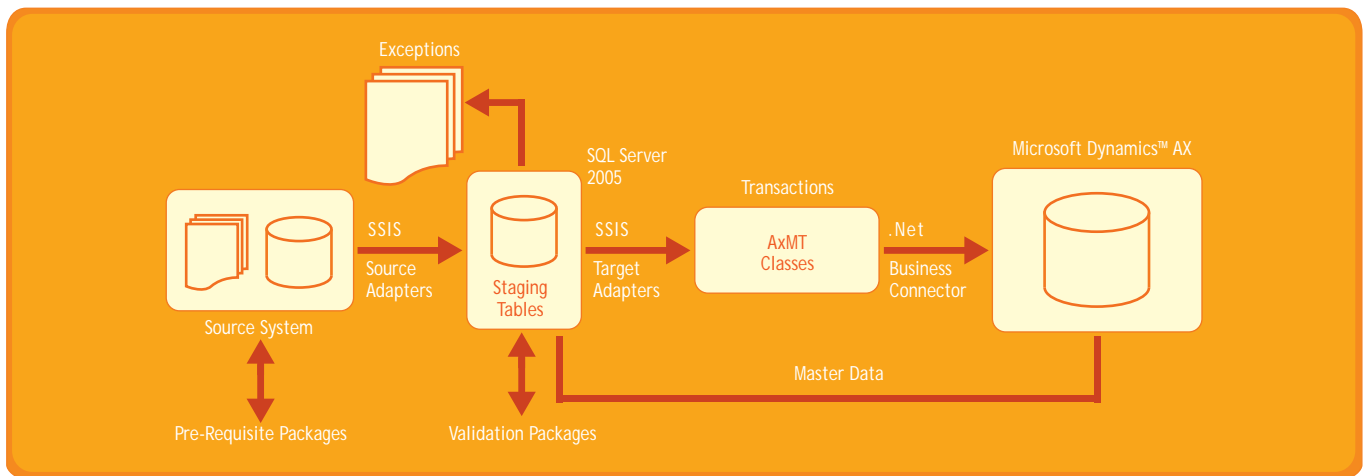 Exceptions
SQL Server
2005
Microsoft Dynamics™ AX
Transactions
SSIS
SSIS
.Net
AxMT
Classes
Source
Adapters
Staging
Tables
Target
Adapters
Business
Connector
Source System
Master Data
Pre-Requisite Packages
Validation Packages